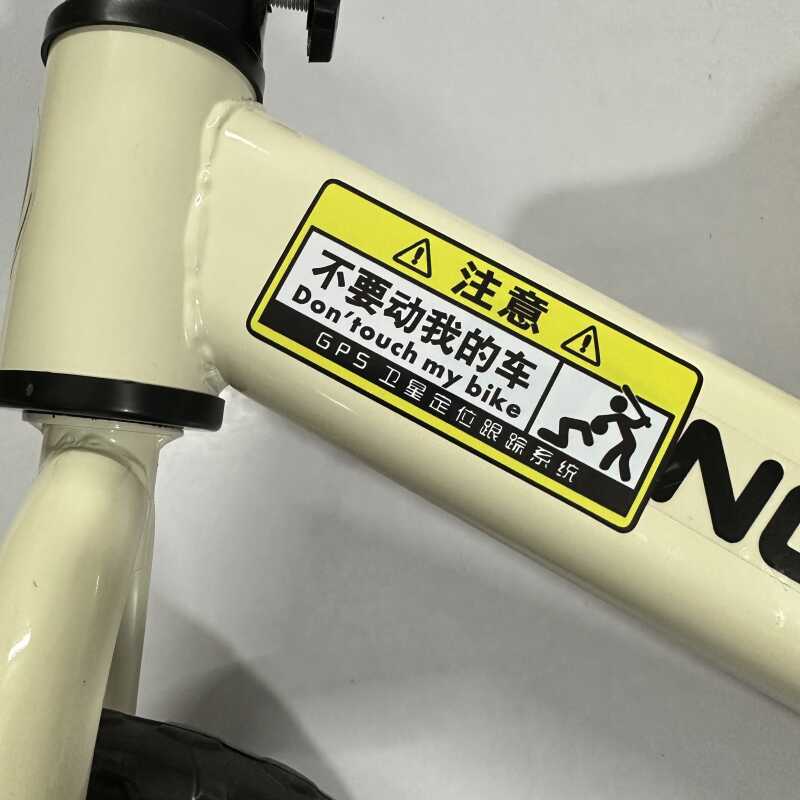 注意
不要动我的车
Don'touch my bike
GPS 卫星定位跟踪系统